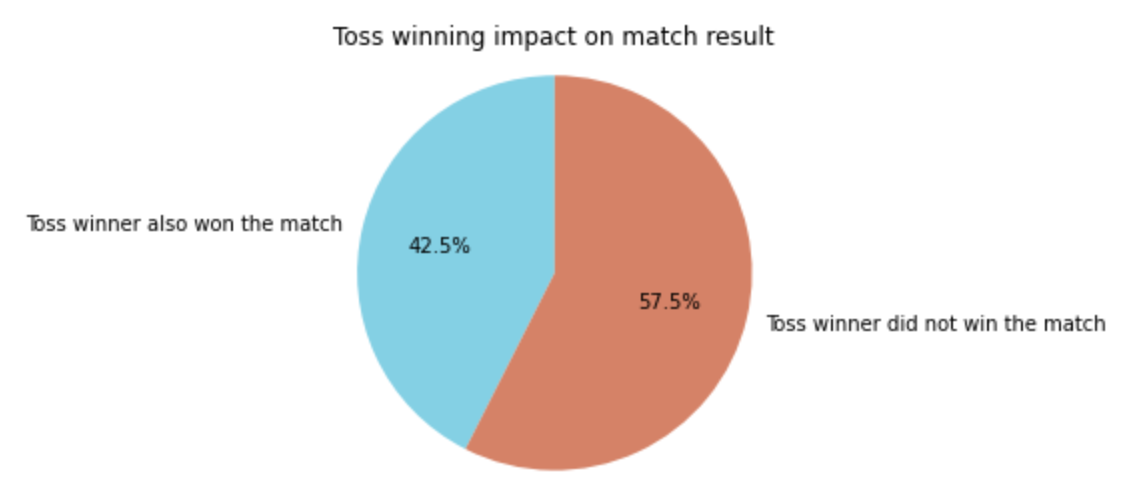 Toss winning impact on match result
Toss winner also won the match
42.5%
57.5%
Toss winner did not win the match